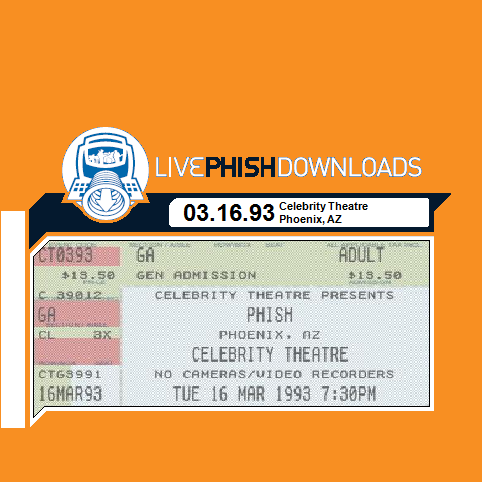 LIVEPHISHDOWNLOADS
03.16.93 Celebrity Theatre
Phoenix, AZ
CT0393 GA ADULT
$13.50 GEN ADMISSION $13.50
C 39012 CELEBRITY THEATRE PRESENTS
GA PHISH
CL 3X PHOENIX, AZ
CELEBRITY THEATRE
CTG3991 NO CAMERAS/VIDEO RECORDERS
16MAR93 TUE 16 MAR 1993 7:30PM